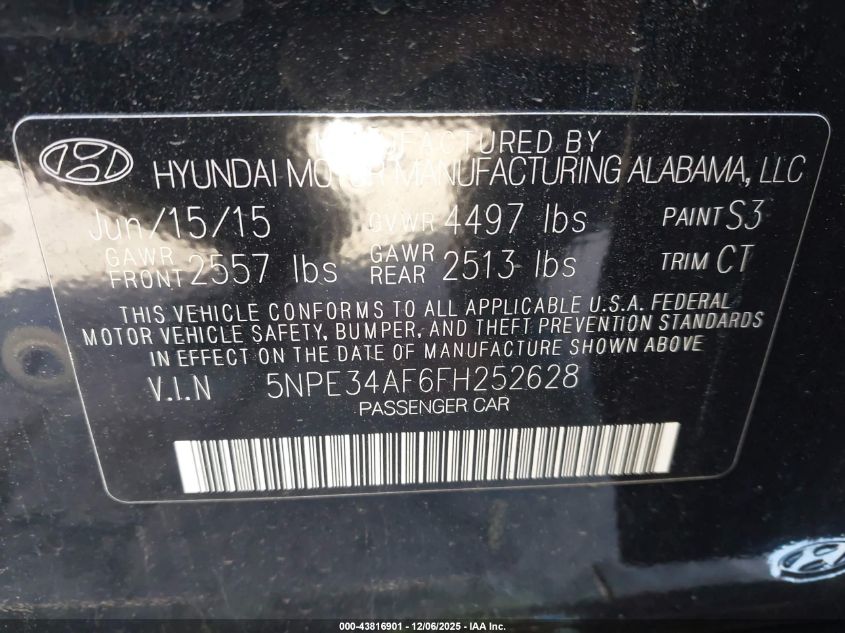 MANUFACTURED BY
HYUNDAI MOTOR MANUFACTURING ALABAMA, LLC
Jun/15/15 GVWR 4497 lbs PAINT S3
GAWR FRONT 2557 lbs GAWR REAR 2513 lbs TRIM CT
THIS VEHICLE CONFORMS TO ALL APPLICABLE U.S.A. FEDERAL
MOTOR VEHICLE SAFETY, BUMPER, AND THEFT PREVENTION STANDARDS
IN EFFECT ON THE DATE OF MANUFACTURE SHOWN ABOVE.
V.I.N 5NPE34AF6FH252628
PASSENGER CAR
000-43816901 - 12/06/2025 - IAA Inc.